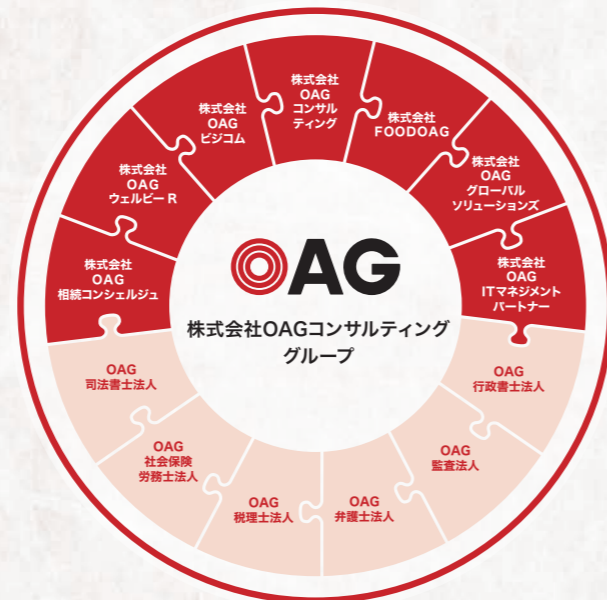 株式会社
OAG
コンサル
ティング
株式会社
FOODOAG
株式会社
OAG
グローバル
ソリューションズ
株式会社
OAG
ITマネジメント
パートナー
OAG
行政書士法人
OAG
監査法人
OAG
弁護士法人
OAG
税理士法人
OAG
社会保険
労務士法人
OAG
司法書士法人
株式会社
OAG
相続コンシェルジュ
株式会社
OAG
ウェルビーR
株式会社
OAG
ビジコム
OAG
株式会社OAGコンサルティング
グループ